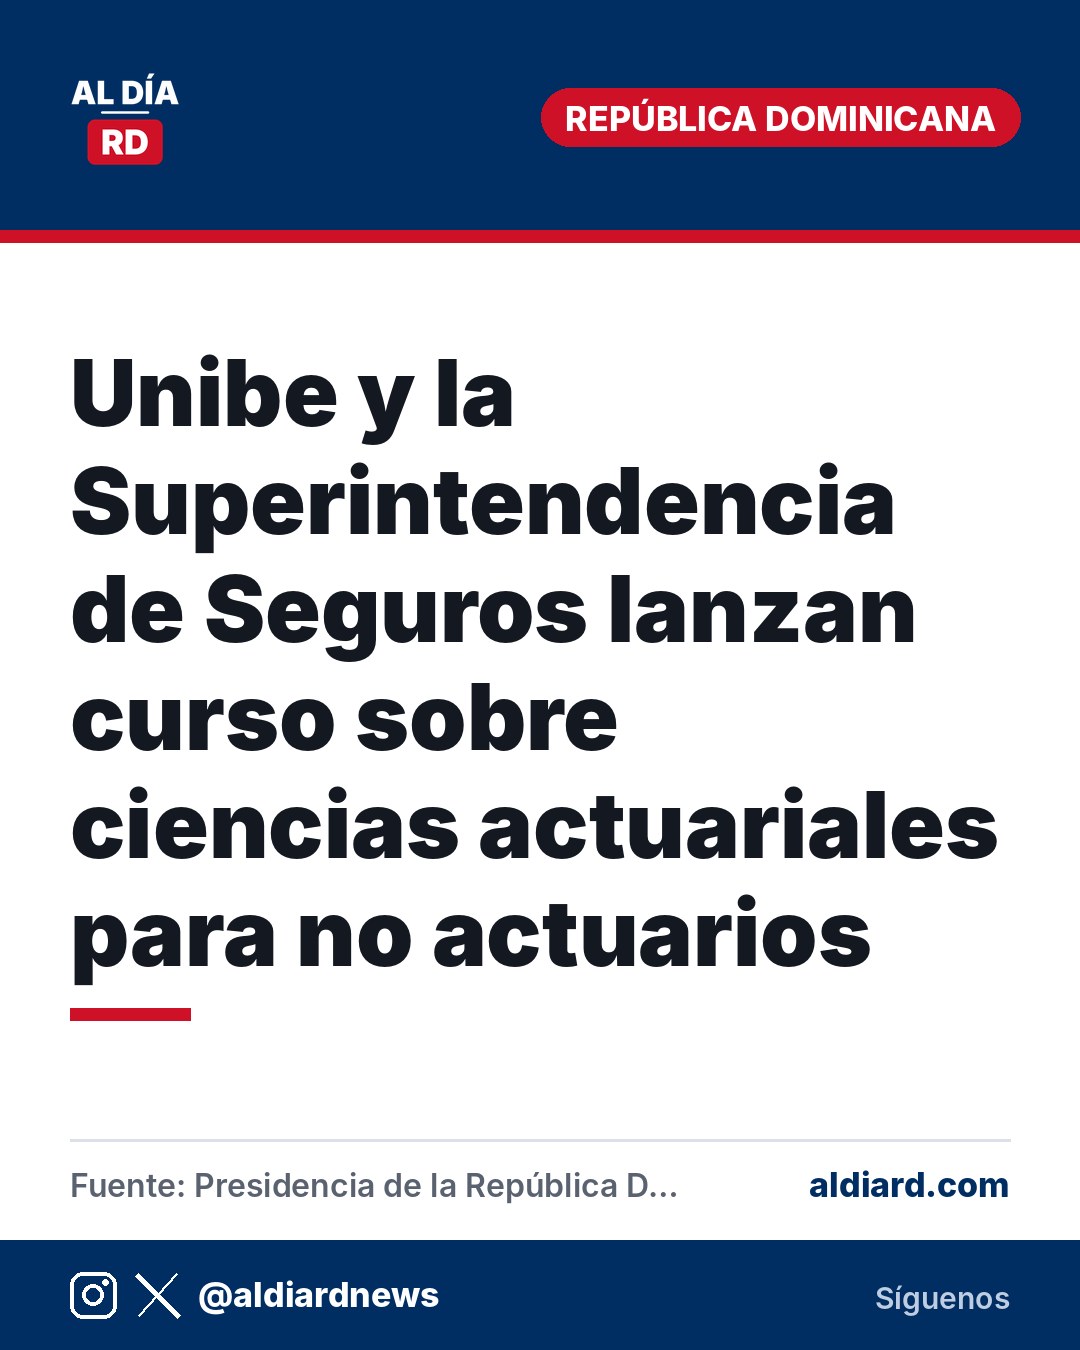 AL DÍA
RD
REPÚBLICA DOMINICANA
Unibe y la
Superintendencia
de Seguros lanzan
curso sobre
ciencias actuariales
para no actuarios
Fuente: Presidencia de la República D...
aldiard.com
@aldiardnews
Síguenos